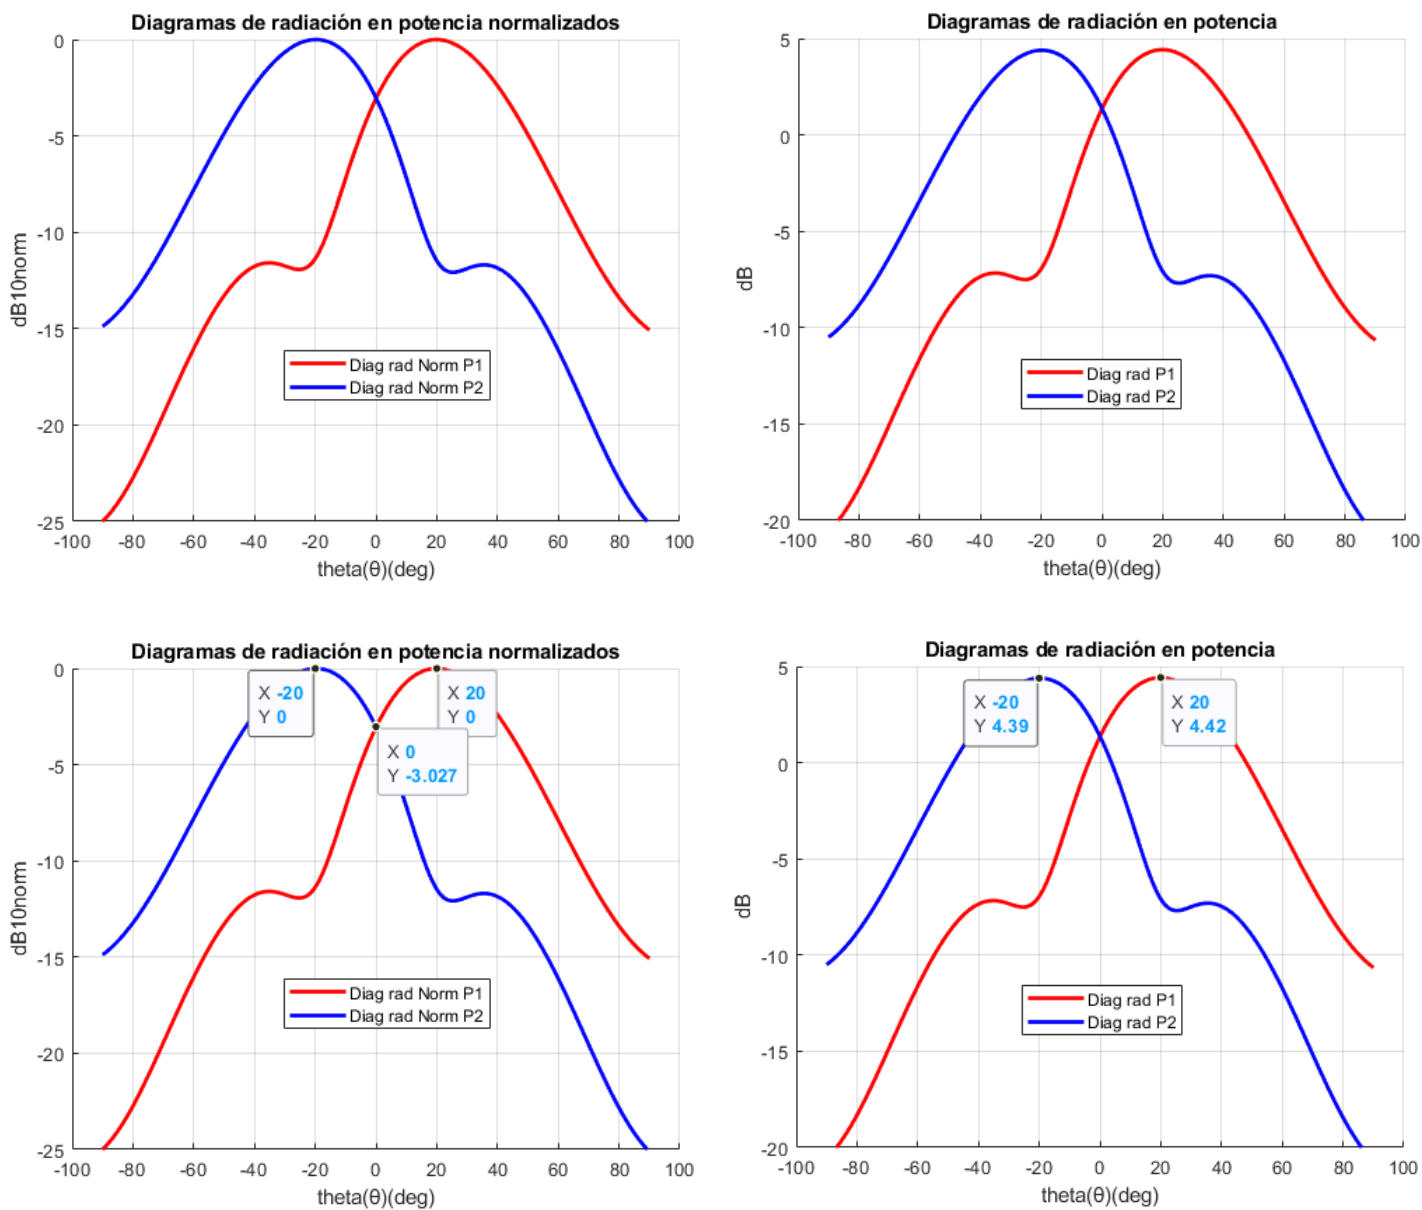 Diagramas de radiación en potencia normalizados
0
-5
-10
-15
-20
-25
dB10norm
Diag rad Norm P1
Diag rad Norm P2
-100 -80 -60 -40 -20 0 20 40 60 80 100
theta(θ)(deg)
Diagramas de radiación en potencia
5
0
-5
-10
-15
-20
dB
Diag rad P1
Diag rad P2
-100 -80 -60 -40 -20 0 20 40 60 80 100
theta(θ)(deg)
Diagramas de radiación en potencia normalizados
0
-5
-10
-15
-20
-25
dB10norm
X -20
Y 0
X 20
Y 0
X 0
Y -3.027
Diag rad Norm P1
Diag rad Norm P2
-100 -80 -60 -40 -20 0 20 40 60 80 100
theta(θ)(deg)
Diagramas de radiación en potencia
5
0
-5
-10
-15
-20
dB
X -20
Y 4.39
X 20
Y 4.42
Diag rad P1
Diag rad P2
-100 -80 -60 -40 -20 0 20 40 60 80 100
theta(θ)(deg)